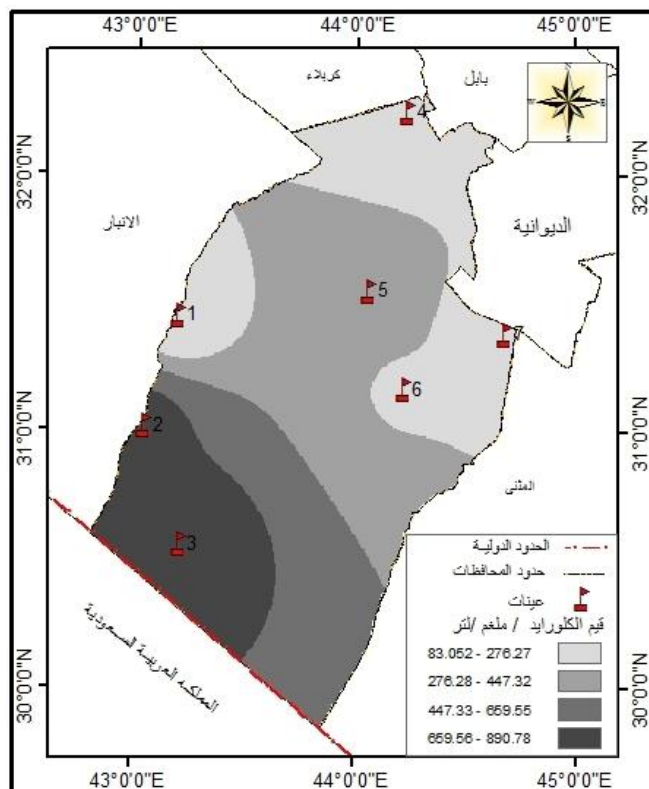 43°0'0"E 44°0'0"E 45°0'0"E
كربلاء
بابل
N
W E
S
4
32°0'0"N 32°0'0"N
الانبار
الديوانية
5
1
7
6
31°0'0"N 31°0'0"N
2
المثنى
3
الحدود الدولية
حدود المحافظات
عينات
قيم الكلورايد / ملغم /لتر
83.052 - 276.27
276.28 - 447.32
447.33 - 659.55
659.56 - 890.78
المملكه العربية السعودية
30°0'0"N 30°0'0"N
43°0'0"E 44°0'0"E 45°0'0"E